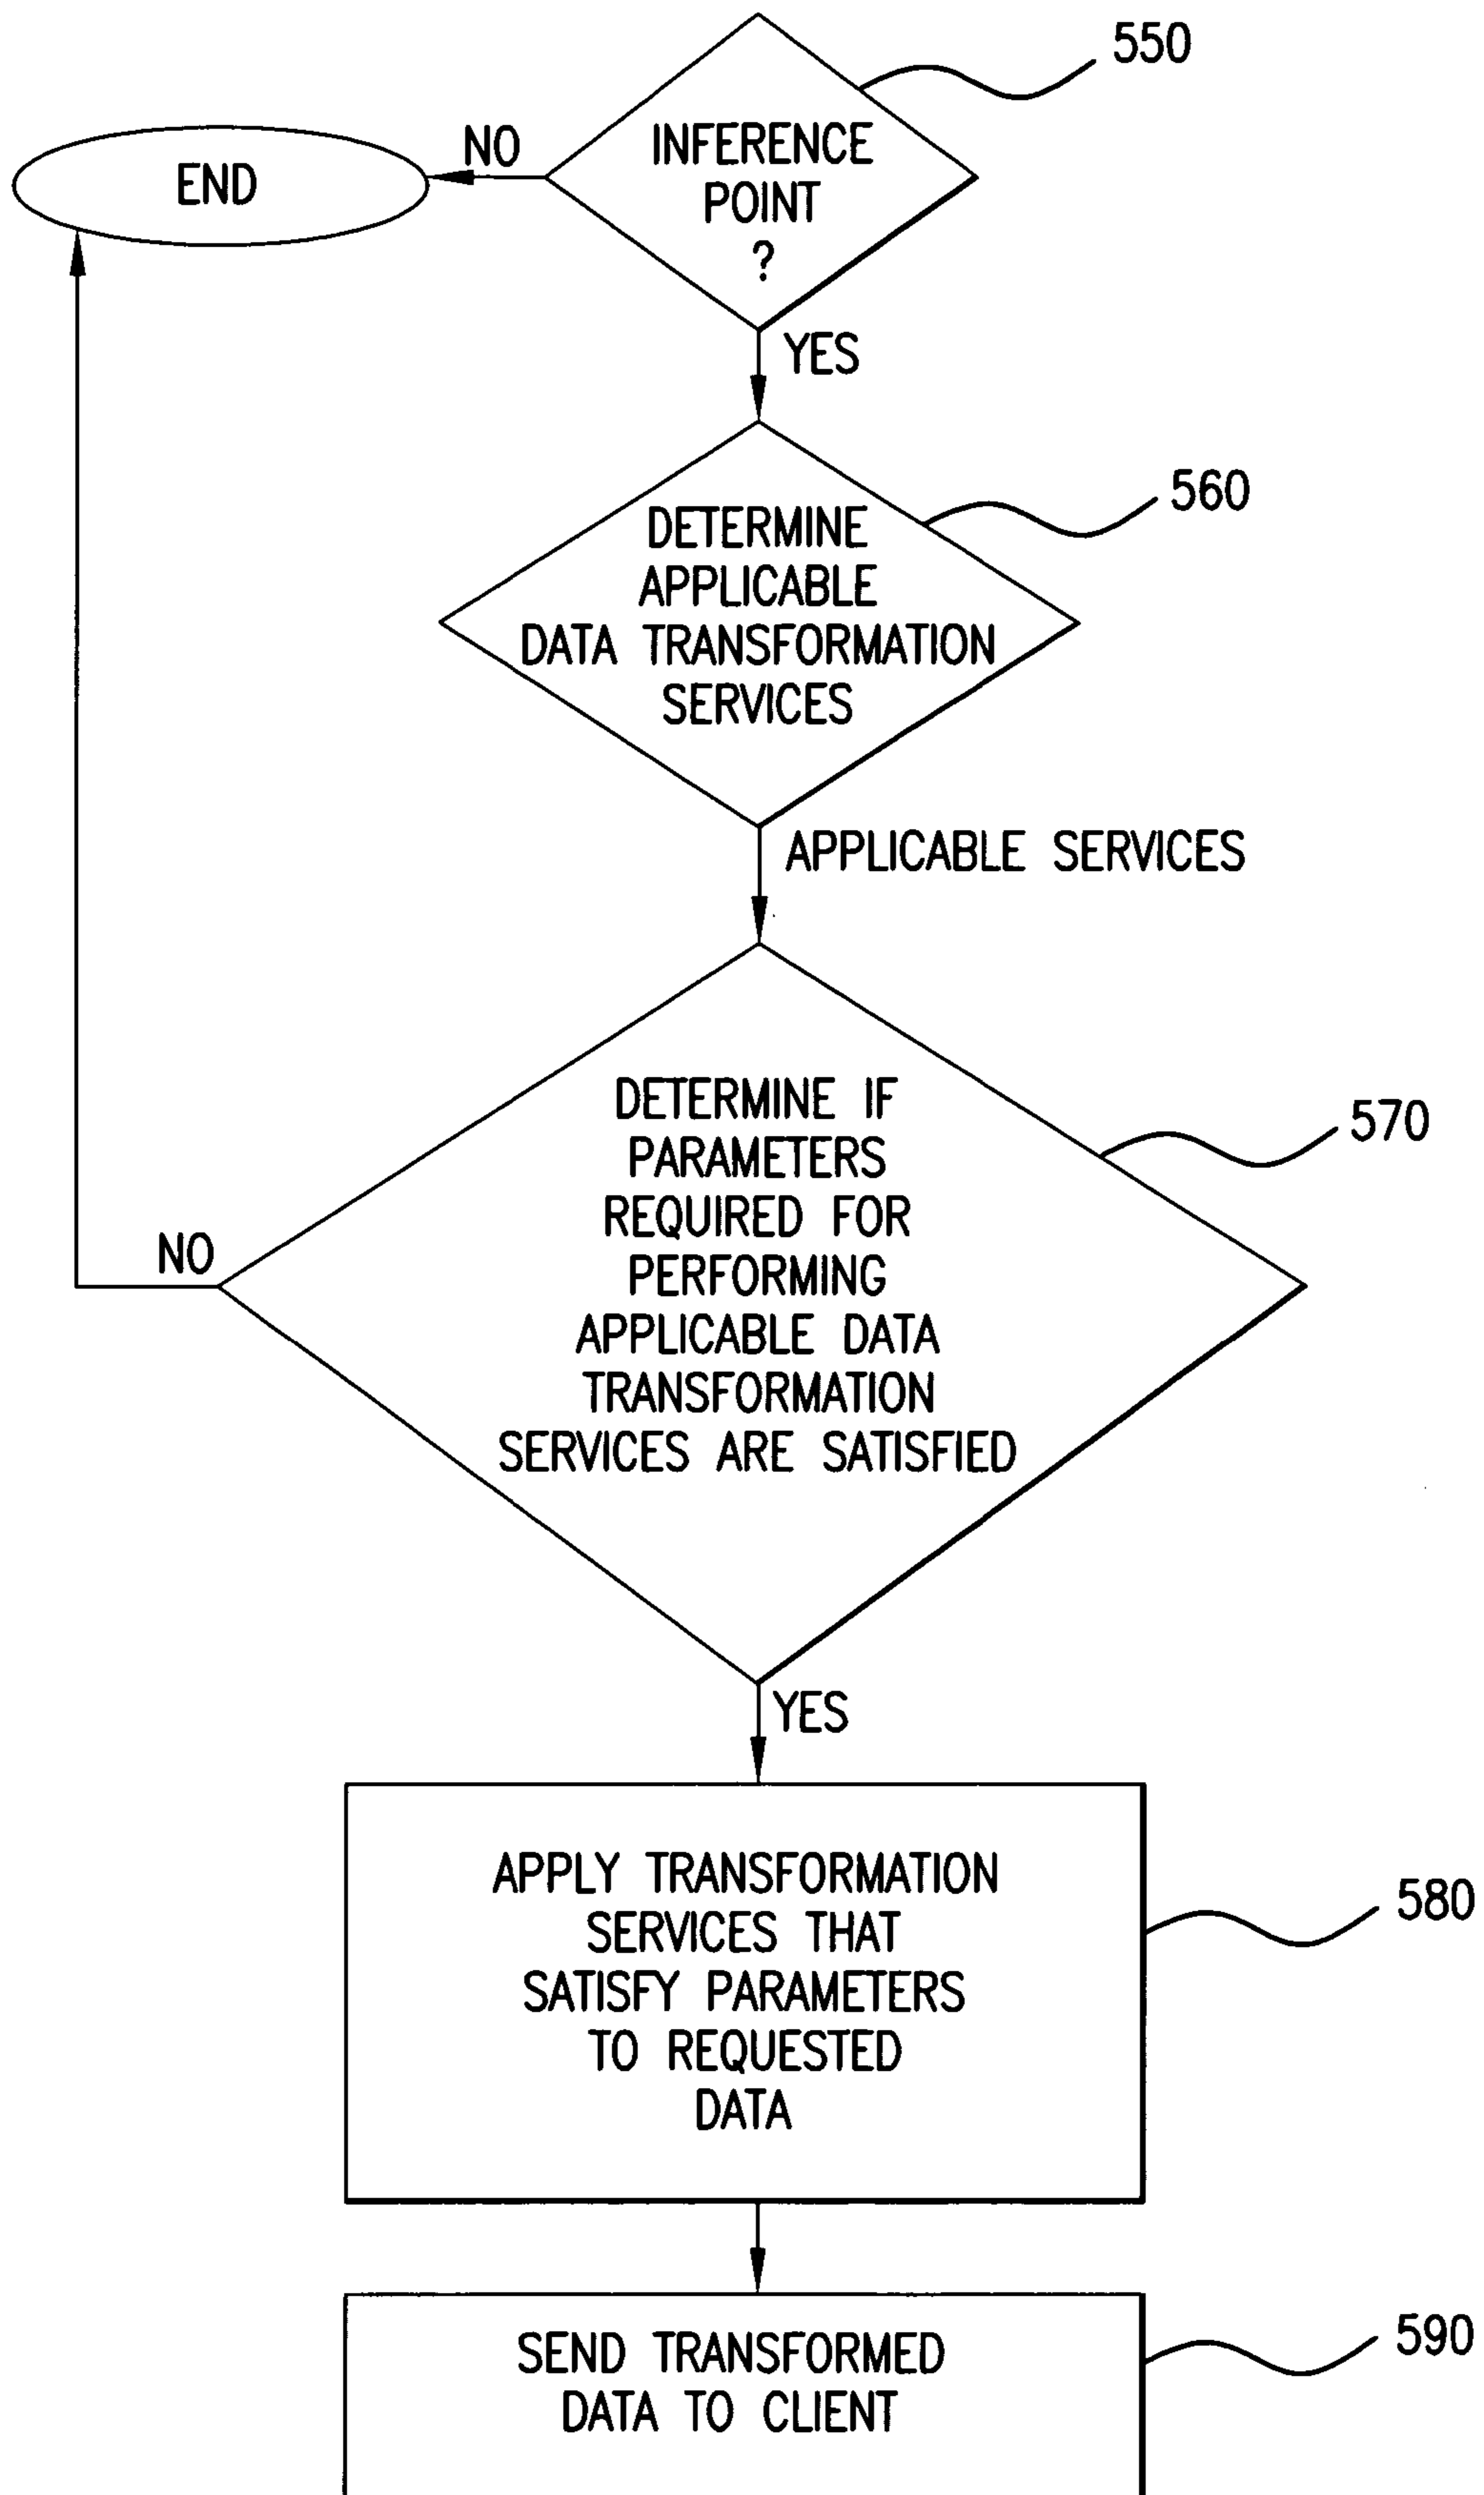 550
INFERENCE
POINT
?
NO
END
YES
560
DETERMINE
APPLICABLE
DATA TRANSFORMATION
SERVICES
APPLICABLE SERVICES
570
DETERMINE IF
PARAMETERS
REQUIRED FOR
PERFORMING
APPLICABLE DATA
TRANSFORMATION
SERVICES ARE SATISFIED
NO
YES
580
APPLY TRANSFORMATION
SERVICES THAT
SATISFY PARAMETERS
TO REQUESTED
DATA
590
SEND TRANSFORMED
DATA TO CLIENT